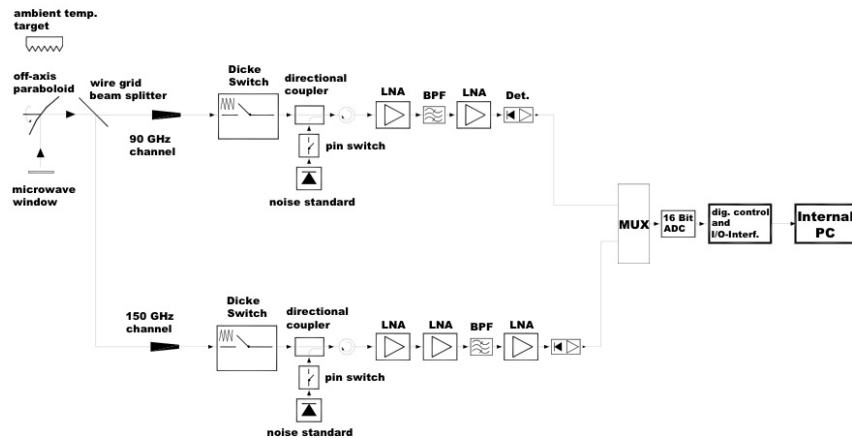 ambient temp.
target
off-axis
paraboloid
wire grid
beam splitter
90 GHz
channel
microwave
window
Dicke
Switch
directional
coupler
LNA
BPF
LNA
Det.
pin switch
noise standard
MUX
16 Bit
ADC
dig. control
and
I/O-Interf.
Internal
PC
150 GHz
channel
Dicke
Switch
directional
coupler
LNA
LNA
BPF
LNA
pin switch
noise standard